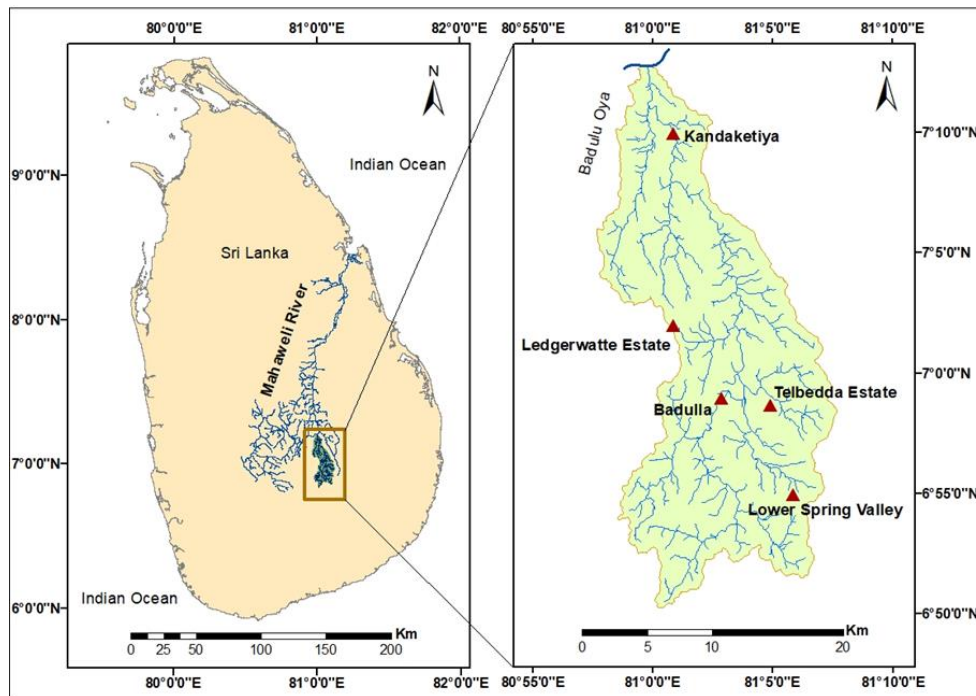 80°0'0"E 81°0'0"E 82°0'0"E
N
Indian Ocean
9°0'0"N
Sri Lanka
8°0'0"N
Mahaweli River
7°0'0"N
6°0'0"N
Indian Ocean
Km
0 25 50 100 150 200
80°0'0"E 81°0'0"E 82°0'0"E
80°55'0"E 81°0'0"E 81°5'0"E 81°10'0"E
N
Badulu Oya
7°10'0"N
Kandaketiya
7°5'0"N
Ledgerwatte Estate
7°0'0"N
Telbedda Estate
Badulla
6°55'0"N
Lower Spring Valley
6°50'0"N
Km
0 5 10 20
80°55'0"E 81°0'0"E 81°5'0"E 81°10'0"E